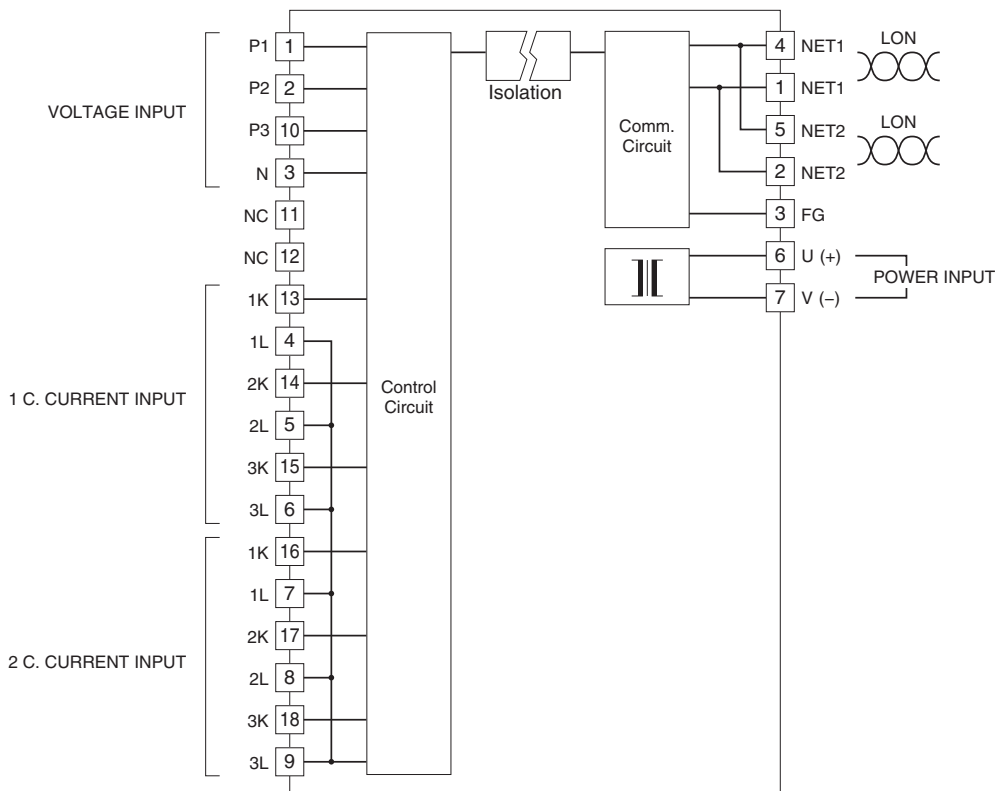 VOLTAGE INPUT
P1 1
P2 2
P3 10
N 3
NC 11
NC 12
1 C. CURRENT INPUT
1K 13
1L 4
2K 14
2L 5
3K 15
3L 6
2 C. CURRENT INPUT
1K 16
1L 7
2K 17
2L 8
3K 18
3L 9
Control
Circuit
Isolation
Comm.
Circuit
4 NET1
1 NET1
LON
5 NET2
2 NET2
LON
3 FG
6 U (+)
7 V (−)
POWER INPUT